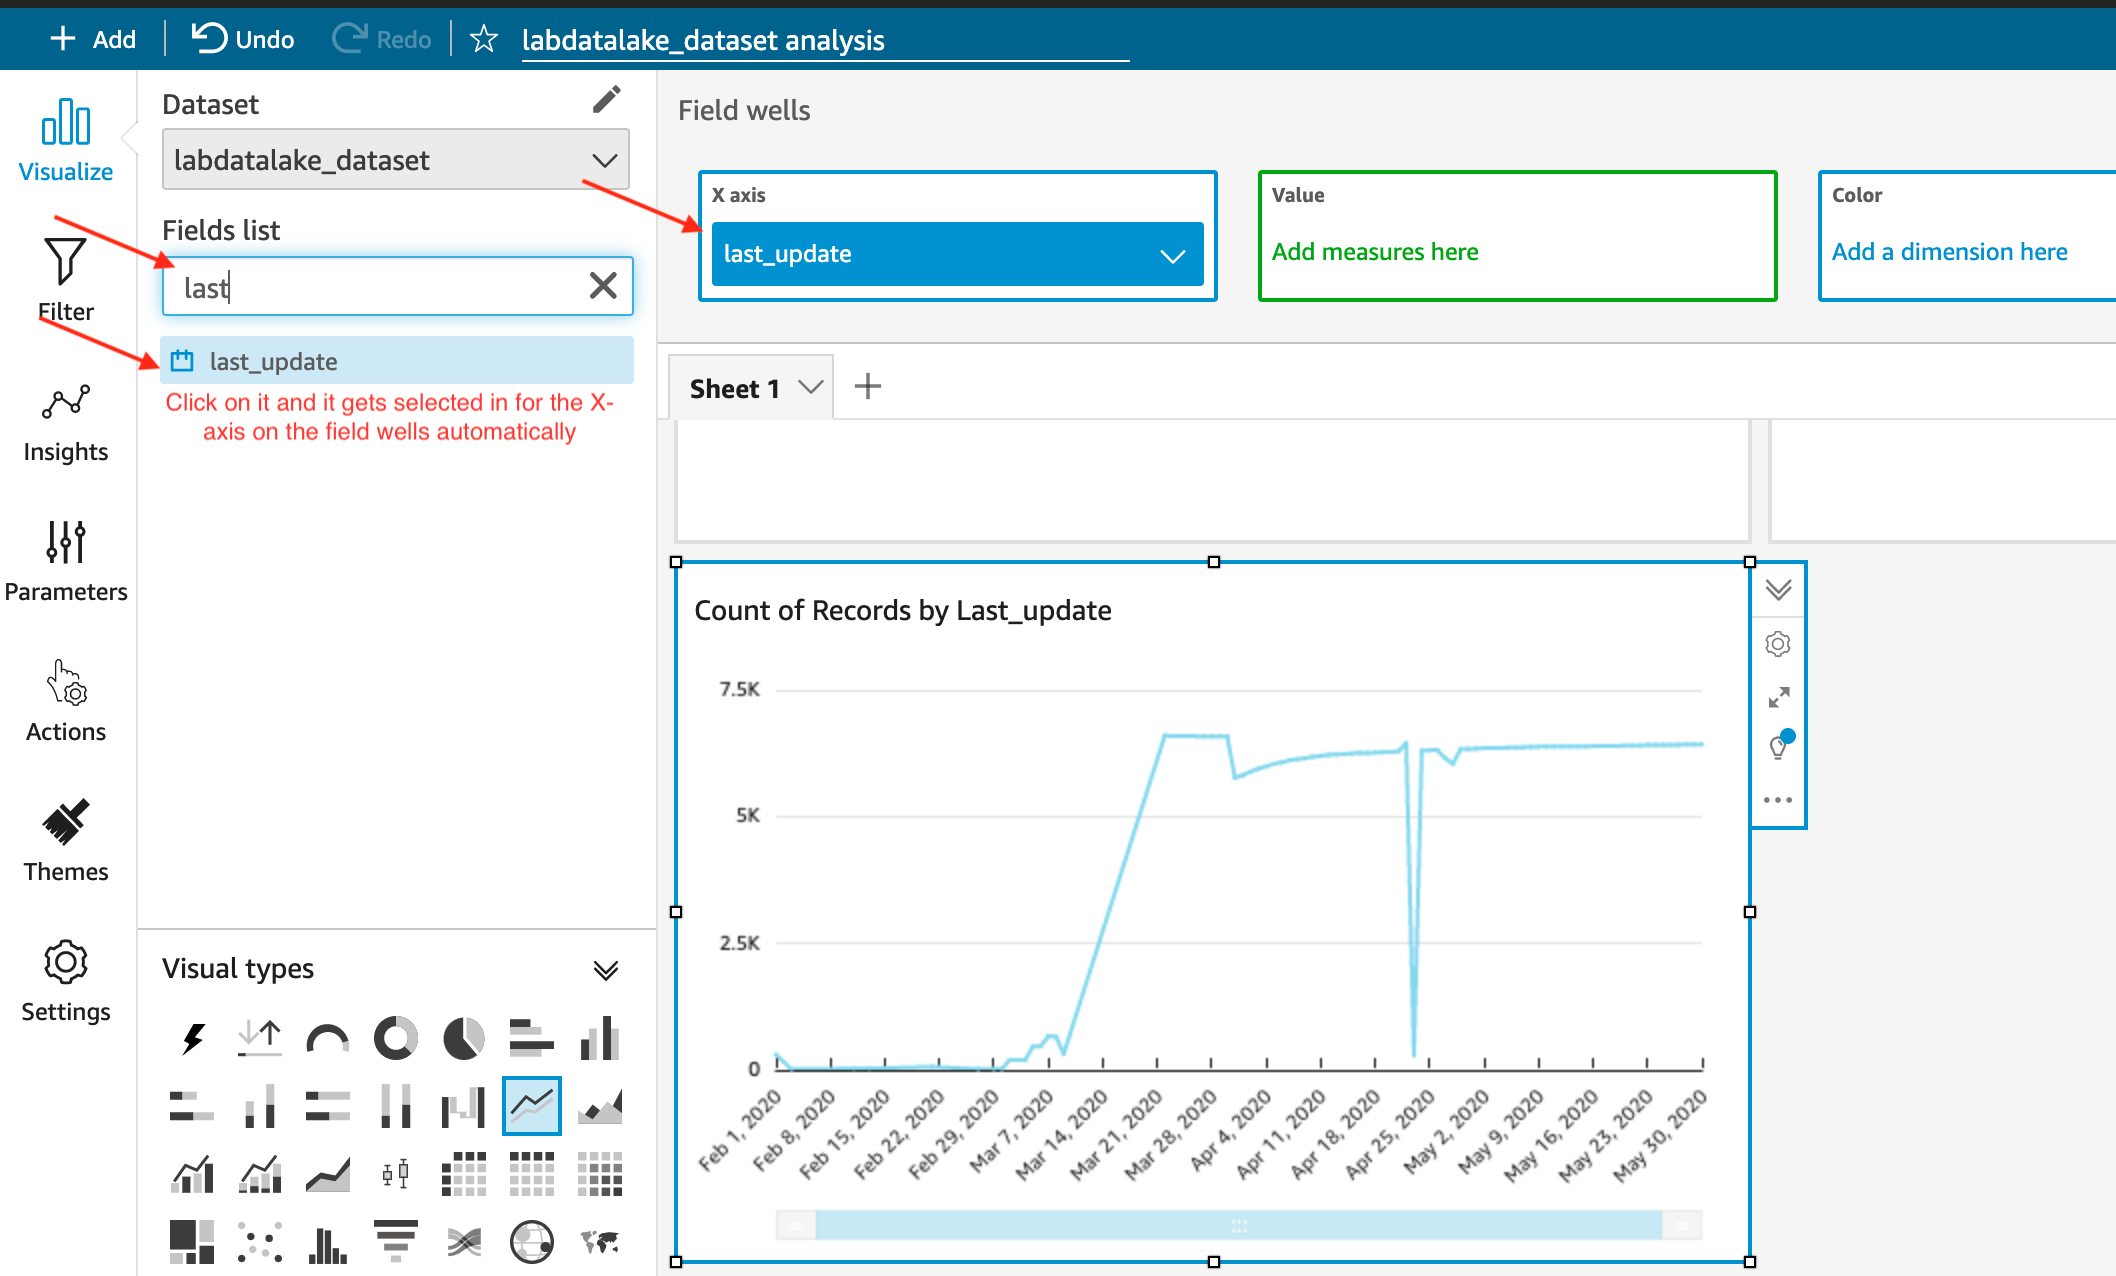 Add
Undo
Redo
labdatalake_dataset analysis
Visualize
Filter
Insights
Parameters
Actions
Themes
Settings
Dataset
labdatalake_dataset
Fields list
last
last_update
Click on it and it gets selected in for the X-
axis on the field wells automatically
Visual types
Field wells
X axis
last_update
Value
Add measures here
Color
Add a dimension here
Sheet 1
Count of Records by Last_update
7.5K
5K
2.5K
0
Feb 1, 2020
Feb 8, 2020
Feb 15, 2020
Feb 22, 2020
Feb 29, 2020
Mar 7, 2020
Mar 14, 2020
Mar 21, 2020
Mar 28, 2020
Apr 4, 2020
Apr 11, 2020
Apr 18, 2020
Apr 25, 2020
May 2, 2020
May 9, 2020
May 16, 2020
May 23, 2020
May 30, 2020